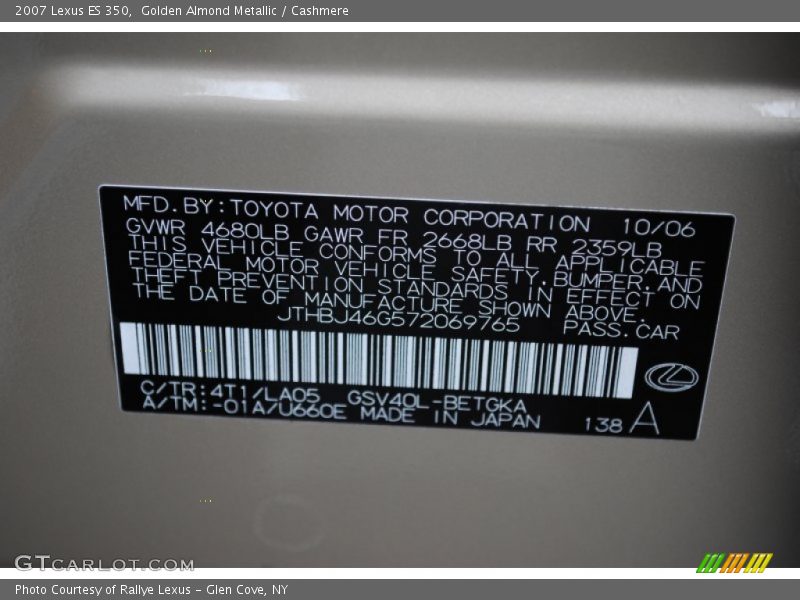 2007 Lexus ES 350,  Golden Almond Metallic / Cashmere
MFD. BY: TOYOTA MOTOR CORPORATION 10/06
GVWR 4680LB GAWR FR 2668LB RR 2359LB
THIS VEHICLE CONFORMS TO ALL APPLICABLE
FEDERAL MOTOR VEHICLE SAFETY, BUMPER, AND
THEFT PREVENTION STANDARDS IN EFFECT ON
THE DATE OF MANUFACTURE SHOWN ABOVE.
JTHBJ46G572069765 PASS. CAR
C/TR: 4T1/LA05 GSV40L-BETGKA
A/TM: -01A/U660E MADE IN JAPAN 138 A
GTCARLOT.COM
Photo Courtesy of Rallye Lexus – Glen Cove, NY